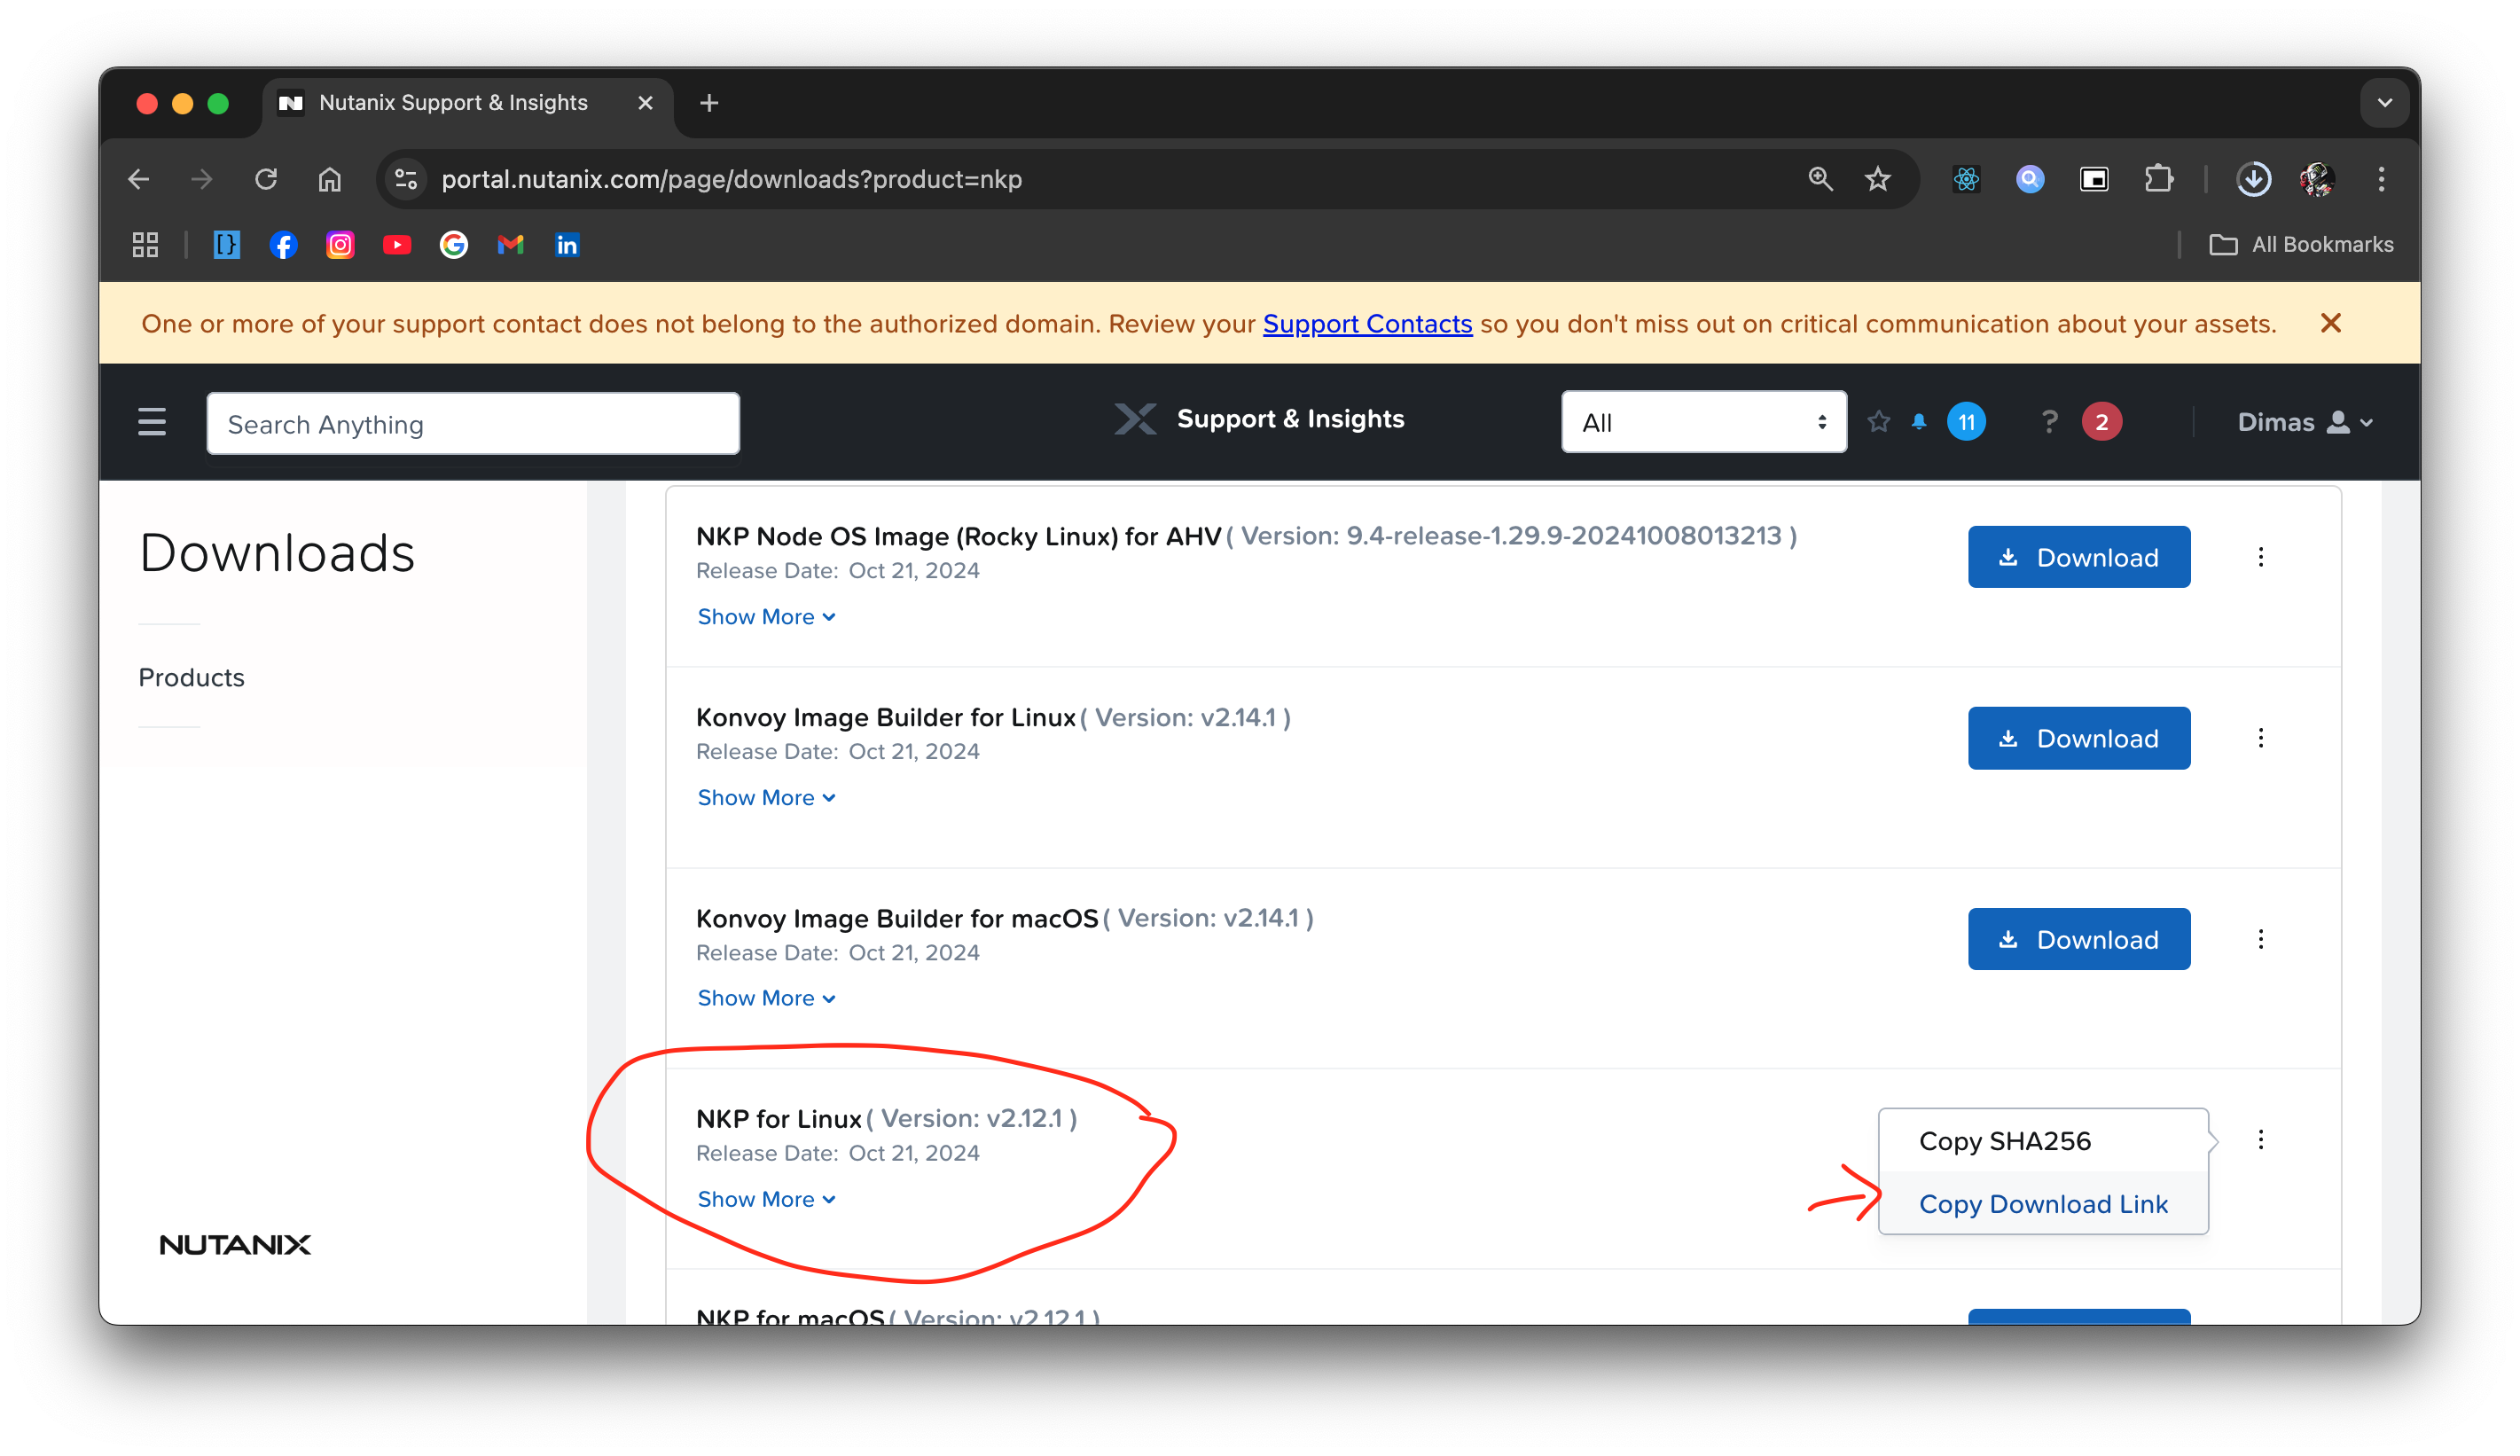 Nutanix Support & Insights
portal.nutanix.com/page/downloads?product=nkp
All Bookmarks
One or more of your support contact does not belong to the authorized domain. Review your Support Contacts so you don't miss out on critical communication about your assets.
Search Anything
Support & Insights
All
11
?
2
Dimas
Downloads
Products
NUTANIX
NKP Node OS Image (Rocky Linux) for AHV ( Version: 9.4-release-1.29.9-20241008013213 )
Release Date: Oct 21, 2024
Download
Show More
Konvoy Image Builder for Linux ( Version: v2.14.1 )
Release Date: Oct 21, 2024
Download
Show More
Konvoy Image Builder for macOS ( Version: v2.14.1 )
Release Date: Oct 21, 2024
Download
Show More
NKP for Linux ( Version: v2.12.1 )
Release Date: Oct 21, 2024
Show More
Copy SHA256
Copy Download Link
NKP for macOS ( Version: v2.12.1 )